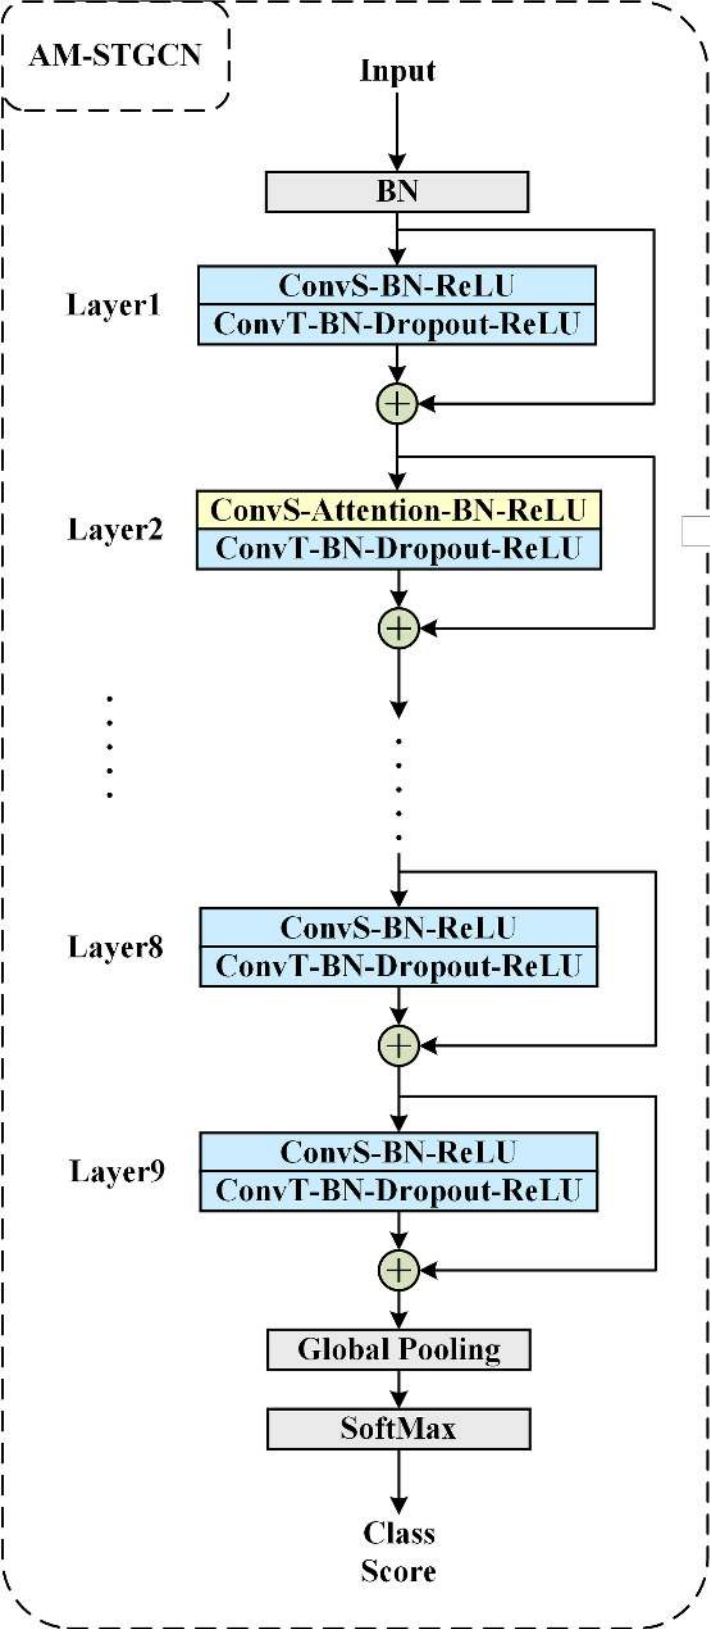 AM-STGCN
Input
BN
Layer1
ConvS-BN-ReLU
ConvT-BN-Dropout-ReLU
Layer2
ConvS-Attention-BN-ReLU
ConvT-BN-Dropout-ReLU
Layer8
ConvS-BN-ReLU
ConvT-BN-Dropout-ReLU
Layer9
ConvS-BN-ReLU
ConvT-BN-Dropout-ReLU
Global Pooling
SoftMax
Class
Score